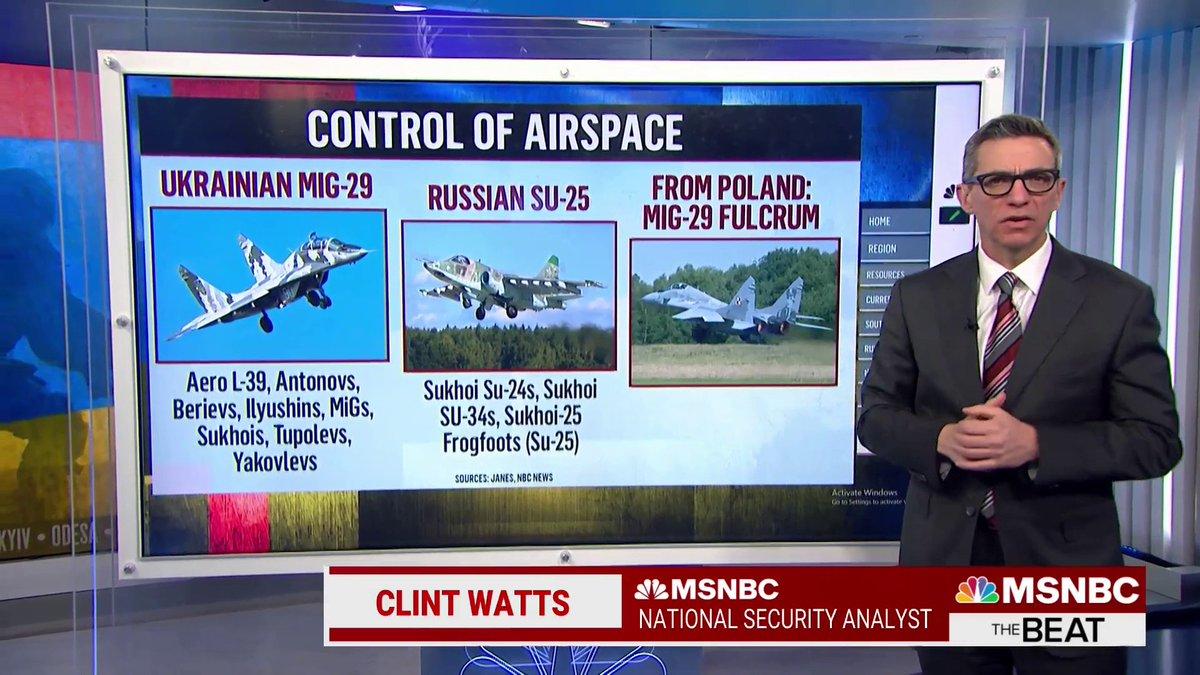 CONTROL OF AIRSPACE
UKRAINIAN MIG-29
Aero L-39, Antonovs,
Berievs, Ilyushins, MiGs,
Sukhois, Tupolevs,
Yakovlevs
RUSSIAN SU-25
Sukhoi Su-24s, Sukhoi
SU-34s, Sukhoi-25
Frogfoots (Su-25)
FROM POLAND:
MIG-29 FULCRUM
SOURCES: JANES, NBC NEWS
HOME
REGION
RESOURCES
Activate Windows
Go to Settings to activate
KYIV • ODESA
CLINT WATTS
MSNBC
NATIONAL SECURITY ANALYST
MSNBC
THE BEAT